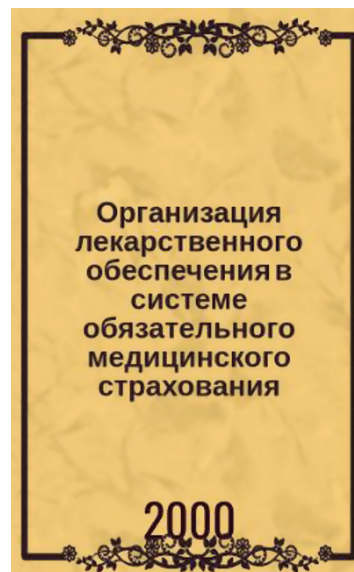 Организация
лекарственного
обеспечения в
системе
обязательного
медицинского
страхования
2000